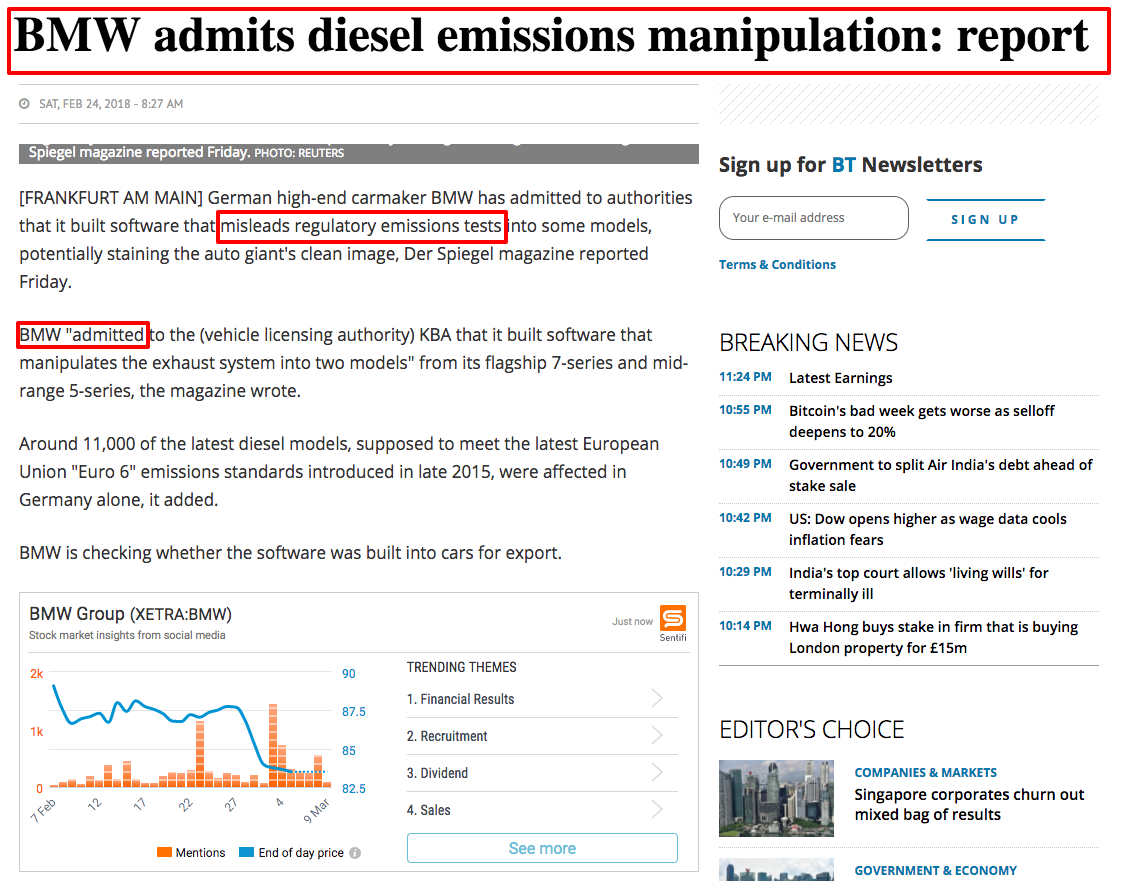 BMW admits diesel emissions manipulation: report
SAT, FEB 24, 2018 - 8:27 AM
Spiegel magazine reported Friday. PHOTO: REUTERS
[FRANKFURT AM MAIN] German high-end carmaker BMW has admitted to authorities
that it built software that misleads regulatory emissions tests into some models,
potentially staining the auto giant's clean image, Der Spiegel magazine reported
Friday.
BMW "admitted to the (vehicle licensing authority) KBA that it built software that
manipulates the exhaust system into two models" from its flagship 7-series and mid-
range 5-series, the magazine wrote.
Around 11,000 of the latest diesel models, supposed to meet the latest European
Union "Euro 6" emissions standards introduced in late 2015, were affected in
Germany alone, it added.
BMW is checking whether the software was built into cars for export.
BMW Group (XETRA:BMW)
Stock market insights from social media
Just now
Sentifi
2k
1k
0
90
87.5
85
82.5
7 Feb
12
17
22
27
4
9 Mar
Mentions
End of day price
TRENDING THEMES
1. Financial Results
2. Recruitment
3. Dividend
4. Sales
See more
Sign up for BT Newsletters
Your e-mail address
SIGN UP
Terms & Conditions
BREAKING NEWS
11:24 PM Latest Earnings
10:55 PM Bitcoin's bad week gets worse as selloff
deepens to 20%
10:49 PM Government to split Air India's debt ahead of
stake sale
10:42 PM US: Dow opens higher as wage data cools
inflation fears
10:29 PM India's top court allows 'living wills' for
terminally ill
10:14 PM Hwa Hong buys stake in firm that is buying
London property for £15m
EDITOR'S CHOICE
COMPANIES & MARKETS
Singapore corporates churn out
mixed bag of results
GOVERNMENT & ECONOMY